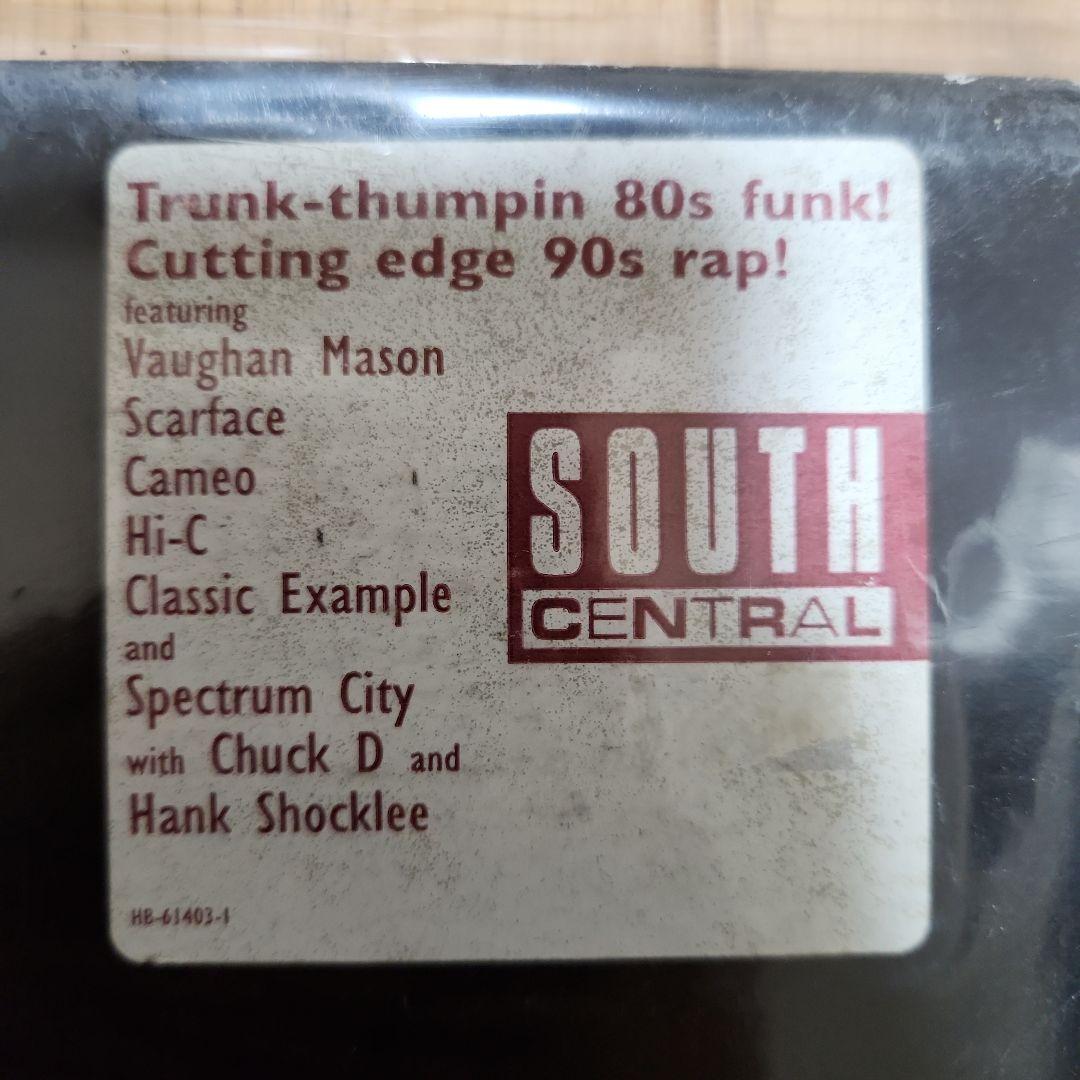 Trunk-thumpin 80s funk!
Cutting edge 90s rap!
featuring
Vaughan Mason
Scarface
Cameo
Hi-C
Classic Example
and
Spectrum City
with Chuck D and
Hank Shocklee
SOUTH
CENTRAL
HB-61403-1